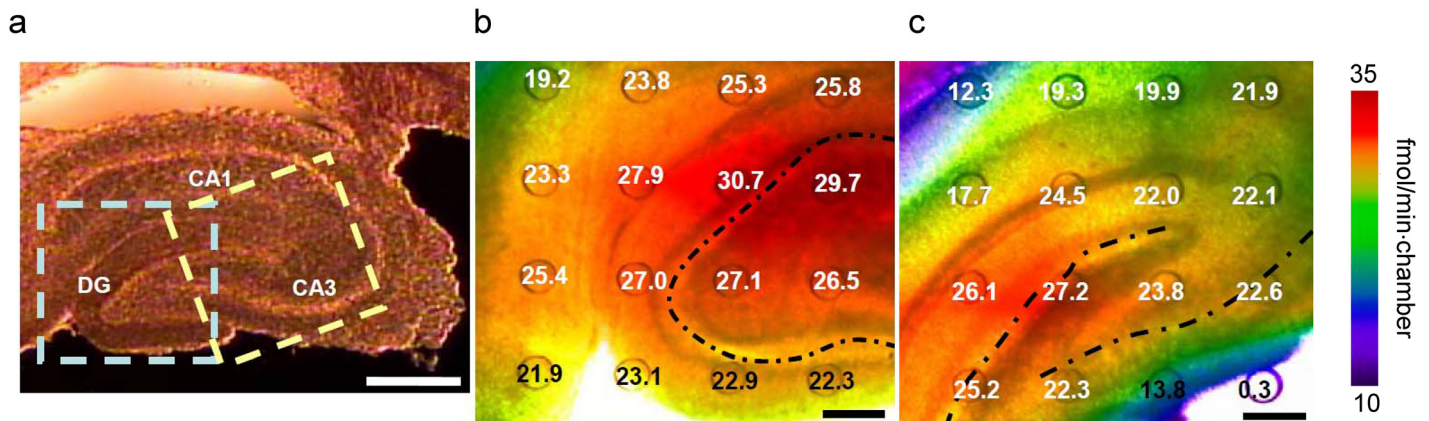 a
b
c
CA1
DG
CA3
19.2 23.8 25.3 25.8
23.3 27.9 30.7 29.7
25.4 27.0 27.1 26.5
21.9 23.1 22.9 22.3
12.3 19.3 19.9 21.9
17.7 24.5 22.0 22.1
26.1 27.2 23.8 22.6
25.2 22.3 13.8 0.3
35
fmol/min·chamber
10